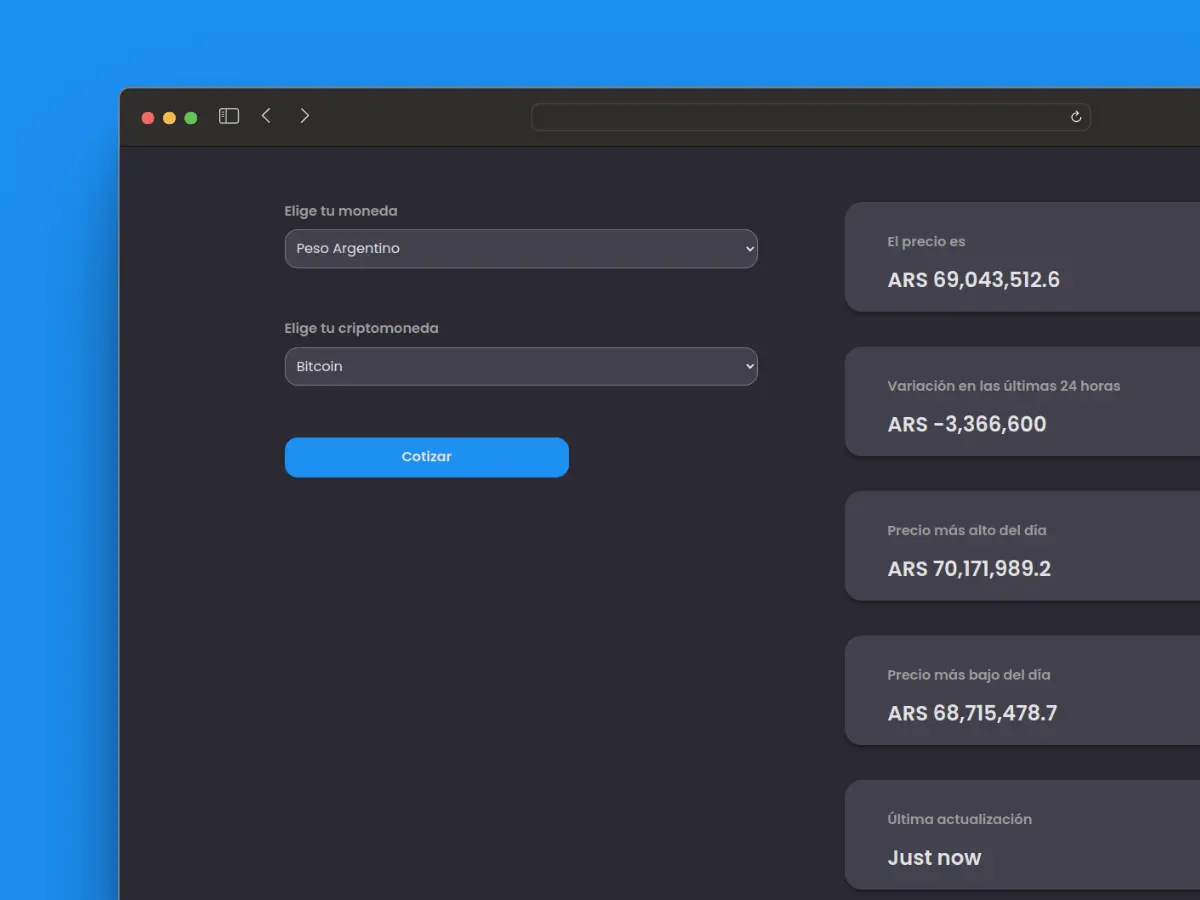 Elige tu moneda
Peso Argentino
Elige tu criptomoneda
Bitcoin
Cotizar
El precio es
ARS 69,043,512.6
Variación en las últimas 24 horas
ARS -3,366,600
Precio más alto del día
ARS 70,171,989.2
Precio más bajo del día
ARS 68,715,478.7
Última actualización
Just now